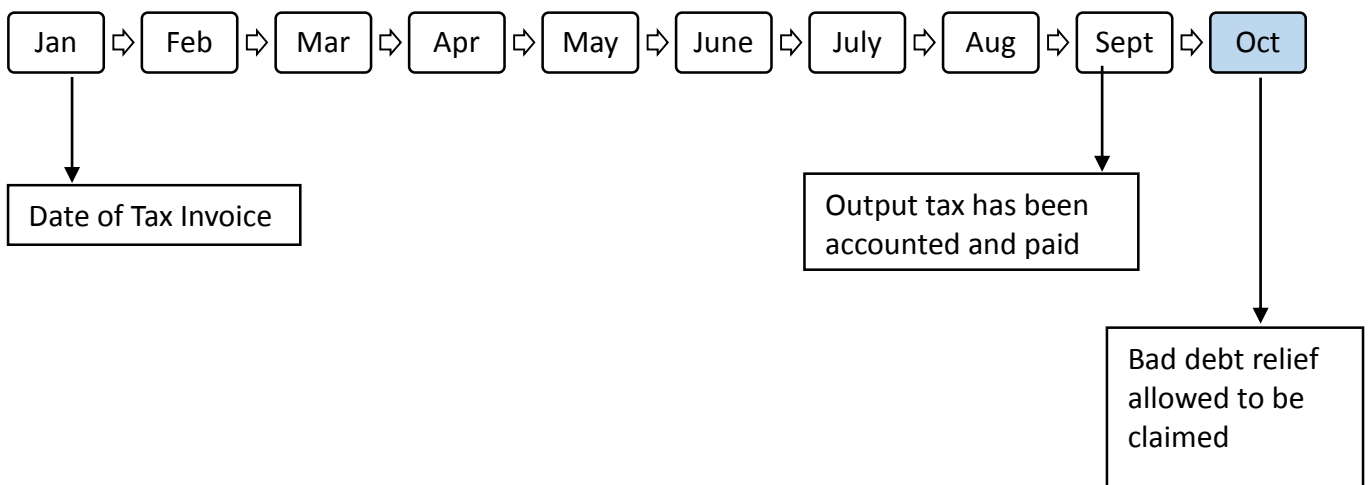 Jan Feb Mar Apr May June July Aug Sept Oct
Date of Tax Invoice
Output tax has been
accounted and paid
Bad debt relief
allowed to be
claimed